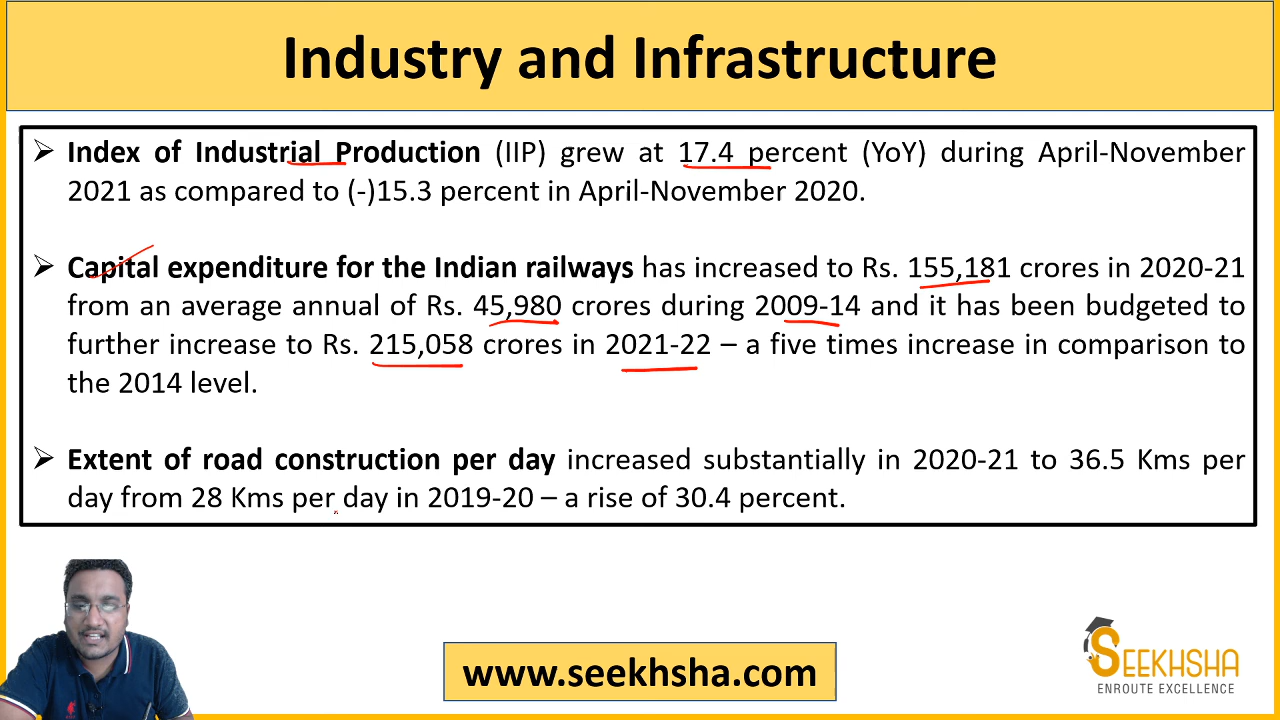 Industry and Infrastructure
➢ Index of Industrial Production (IIP) grew at 17.4 percent (YoY) during April-November
2021 as compared to (-)15.3 percent in April-November 2020.
➢ Capital expenditure for the Indian railways has increased to Rs. 155,181 crores in 2020-21
from an average annual of Rs. 45,980 crores during 2009-14 and it has been budgeted to
further increase to Rs. 215,058 crores in 2021-22 – a five times increase in comparison to
the 2014 level.
➢ Extent of road construction per day increased substantially in 2020-21 to 36.5 Kms per
day from 28 Kms per day in 2019-20 – a rise of 30.4 percent.
www.seekhsha.com
SEEKHSHA
ENROUTE EXCELLENCE